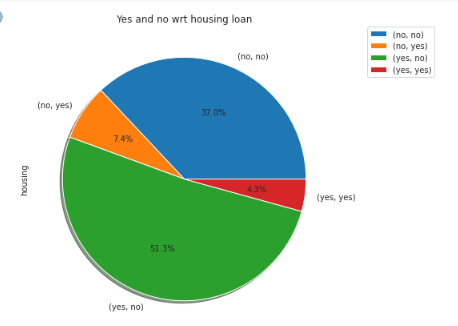 Yes and no wrt housing loan
(no, no)
(no, yes)
(yes, no)
(yes, yes)
(no, no)
37.0%
(no, yes)
7.4%
housing
4.3%
(yes, yes)
51.3%
(yes, no)